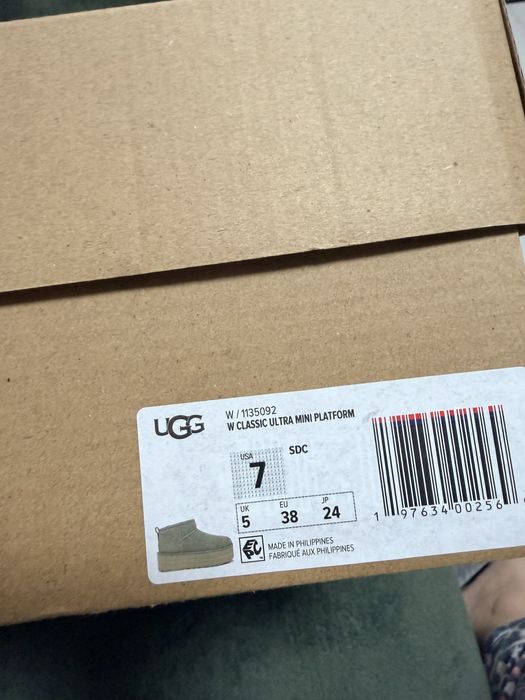 UGG
W / 1135092
W CLASSIC ULTRA MINI PLATFORM
USA
7
SDC
UK
5
EU
38
JP
24
MADE IN PHILIPPINES
FABRIQUÉ AUX PHILIPPINES
1 97634 00256